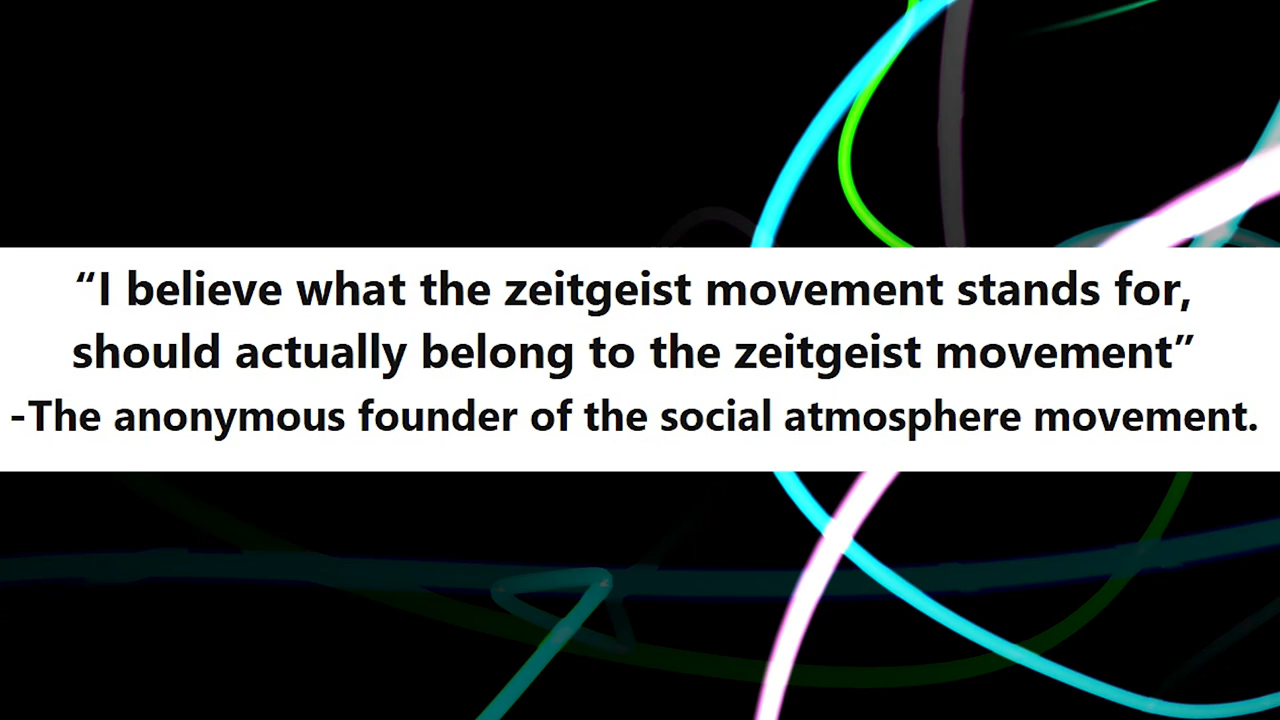 “I believe what the zeitgeist movement stands for,
should actually belong to the zeitgeist movement”
-The anonymous founder of the social atmosphere movement.